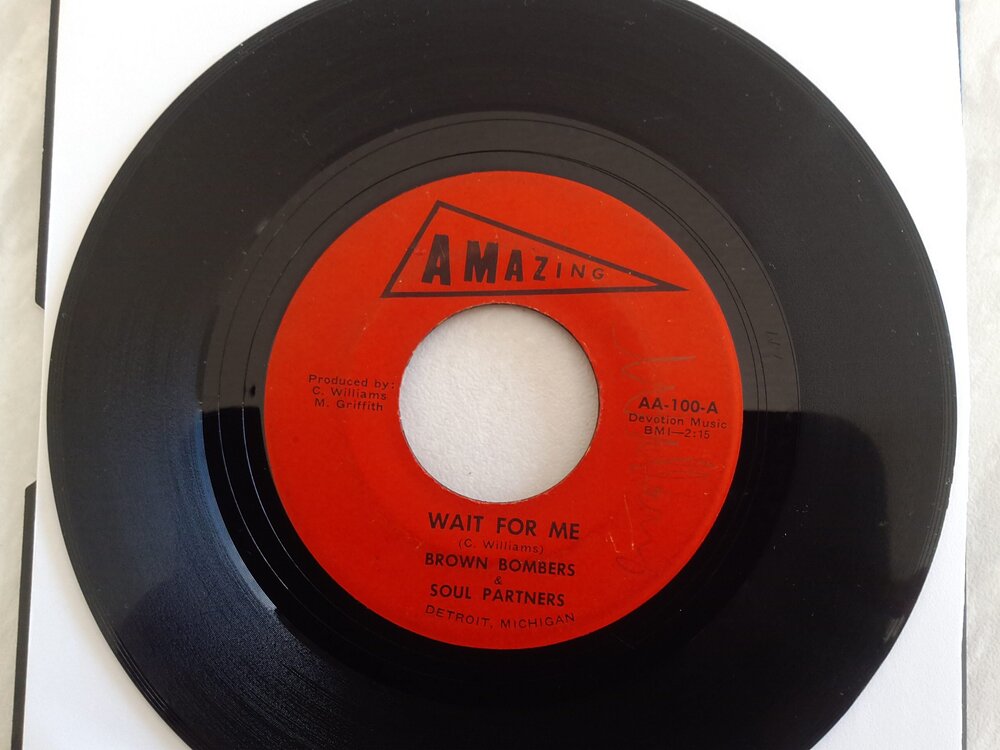 AMAZING
Produced by:
C. Williams
M. Griffith
AA-100-A
Devotion Music
BMI—2:15
WAIT FOR ME
(C. Williams)
BROWN BOMBERS
&
SOUL PARTNERS
DETROIT, MICHIGAN